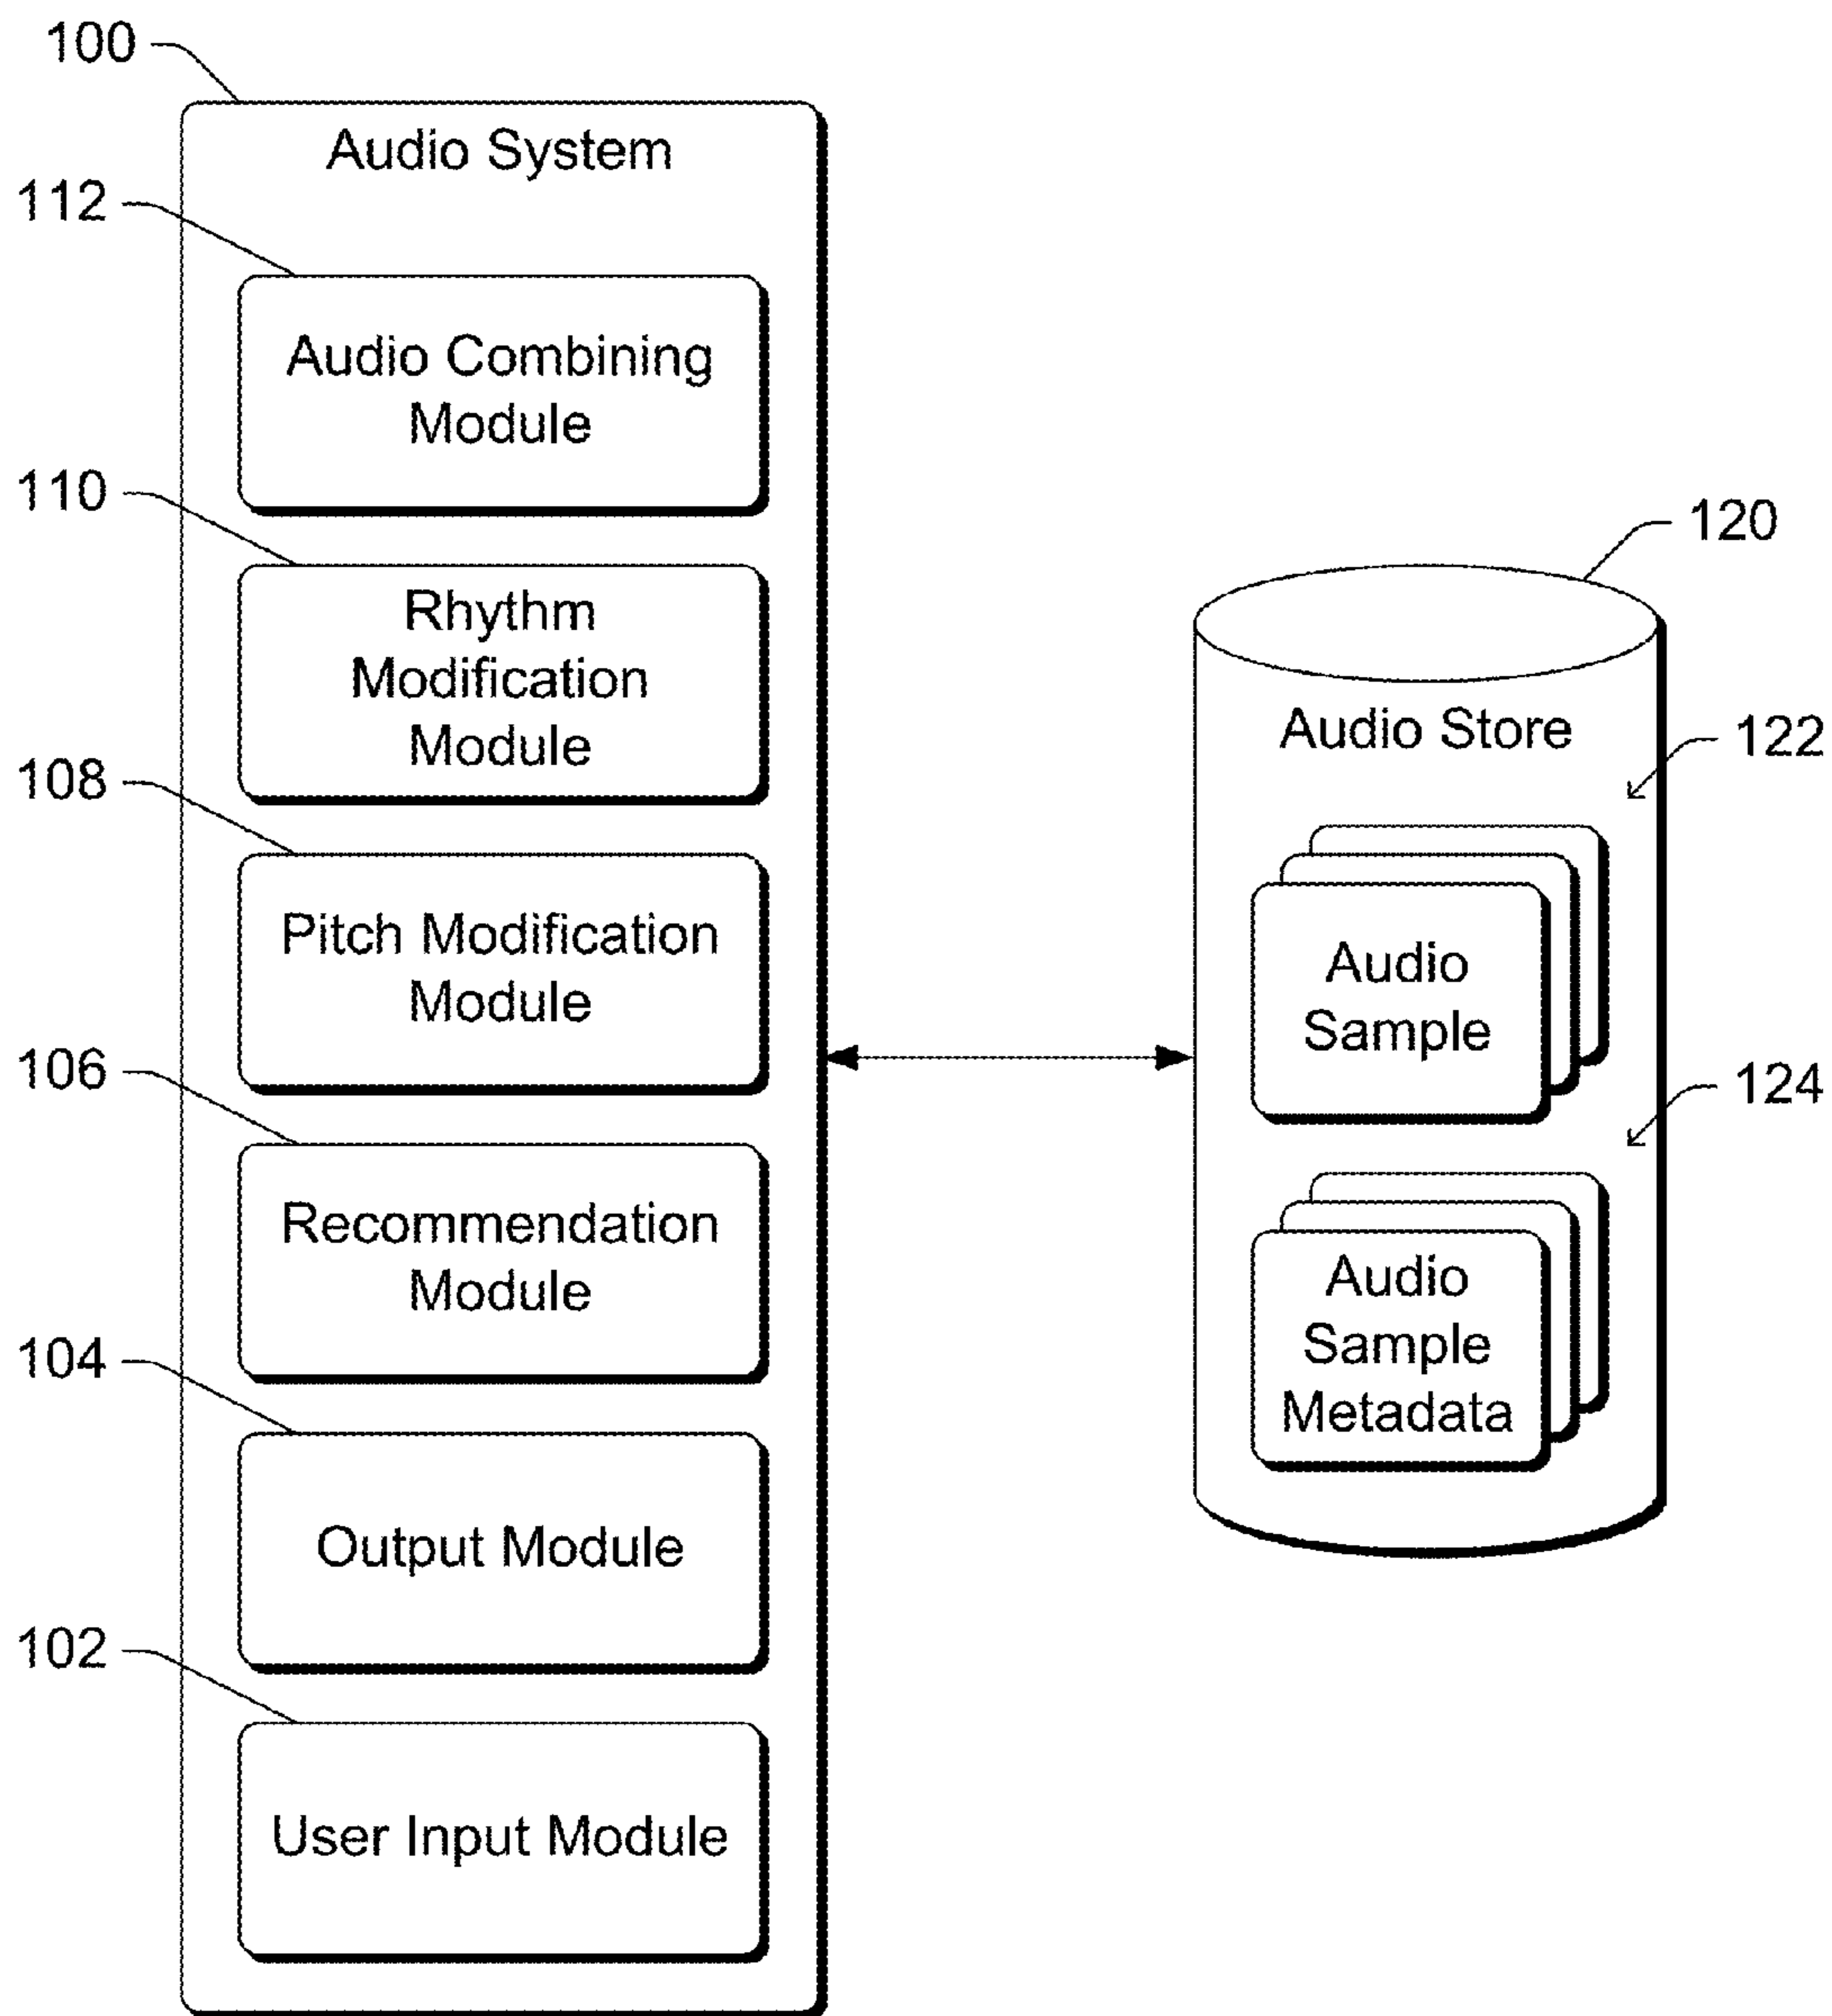 100
Audio System
112
Audio Combining
Module
110
Rhythm
Modification
Module
108
Pitch Modification
Module
106
Recommendation
Module
104
Output Module
102
User Input Module
120
Audio Store
122
Audio
Sample
124
Audio
Sample
Metadata